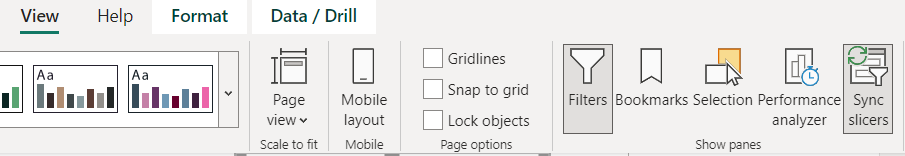 View Help Format Data / Drill
Aa Aa
Page view
Mobile layout
Gridlines
Snap to grid
Lock objects
Filters
Bookmarks
Selection
Performance analyzer
Sync slicers
Scale to fit
Mobile
Page options
Show panes